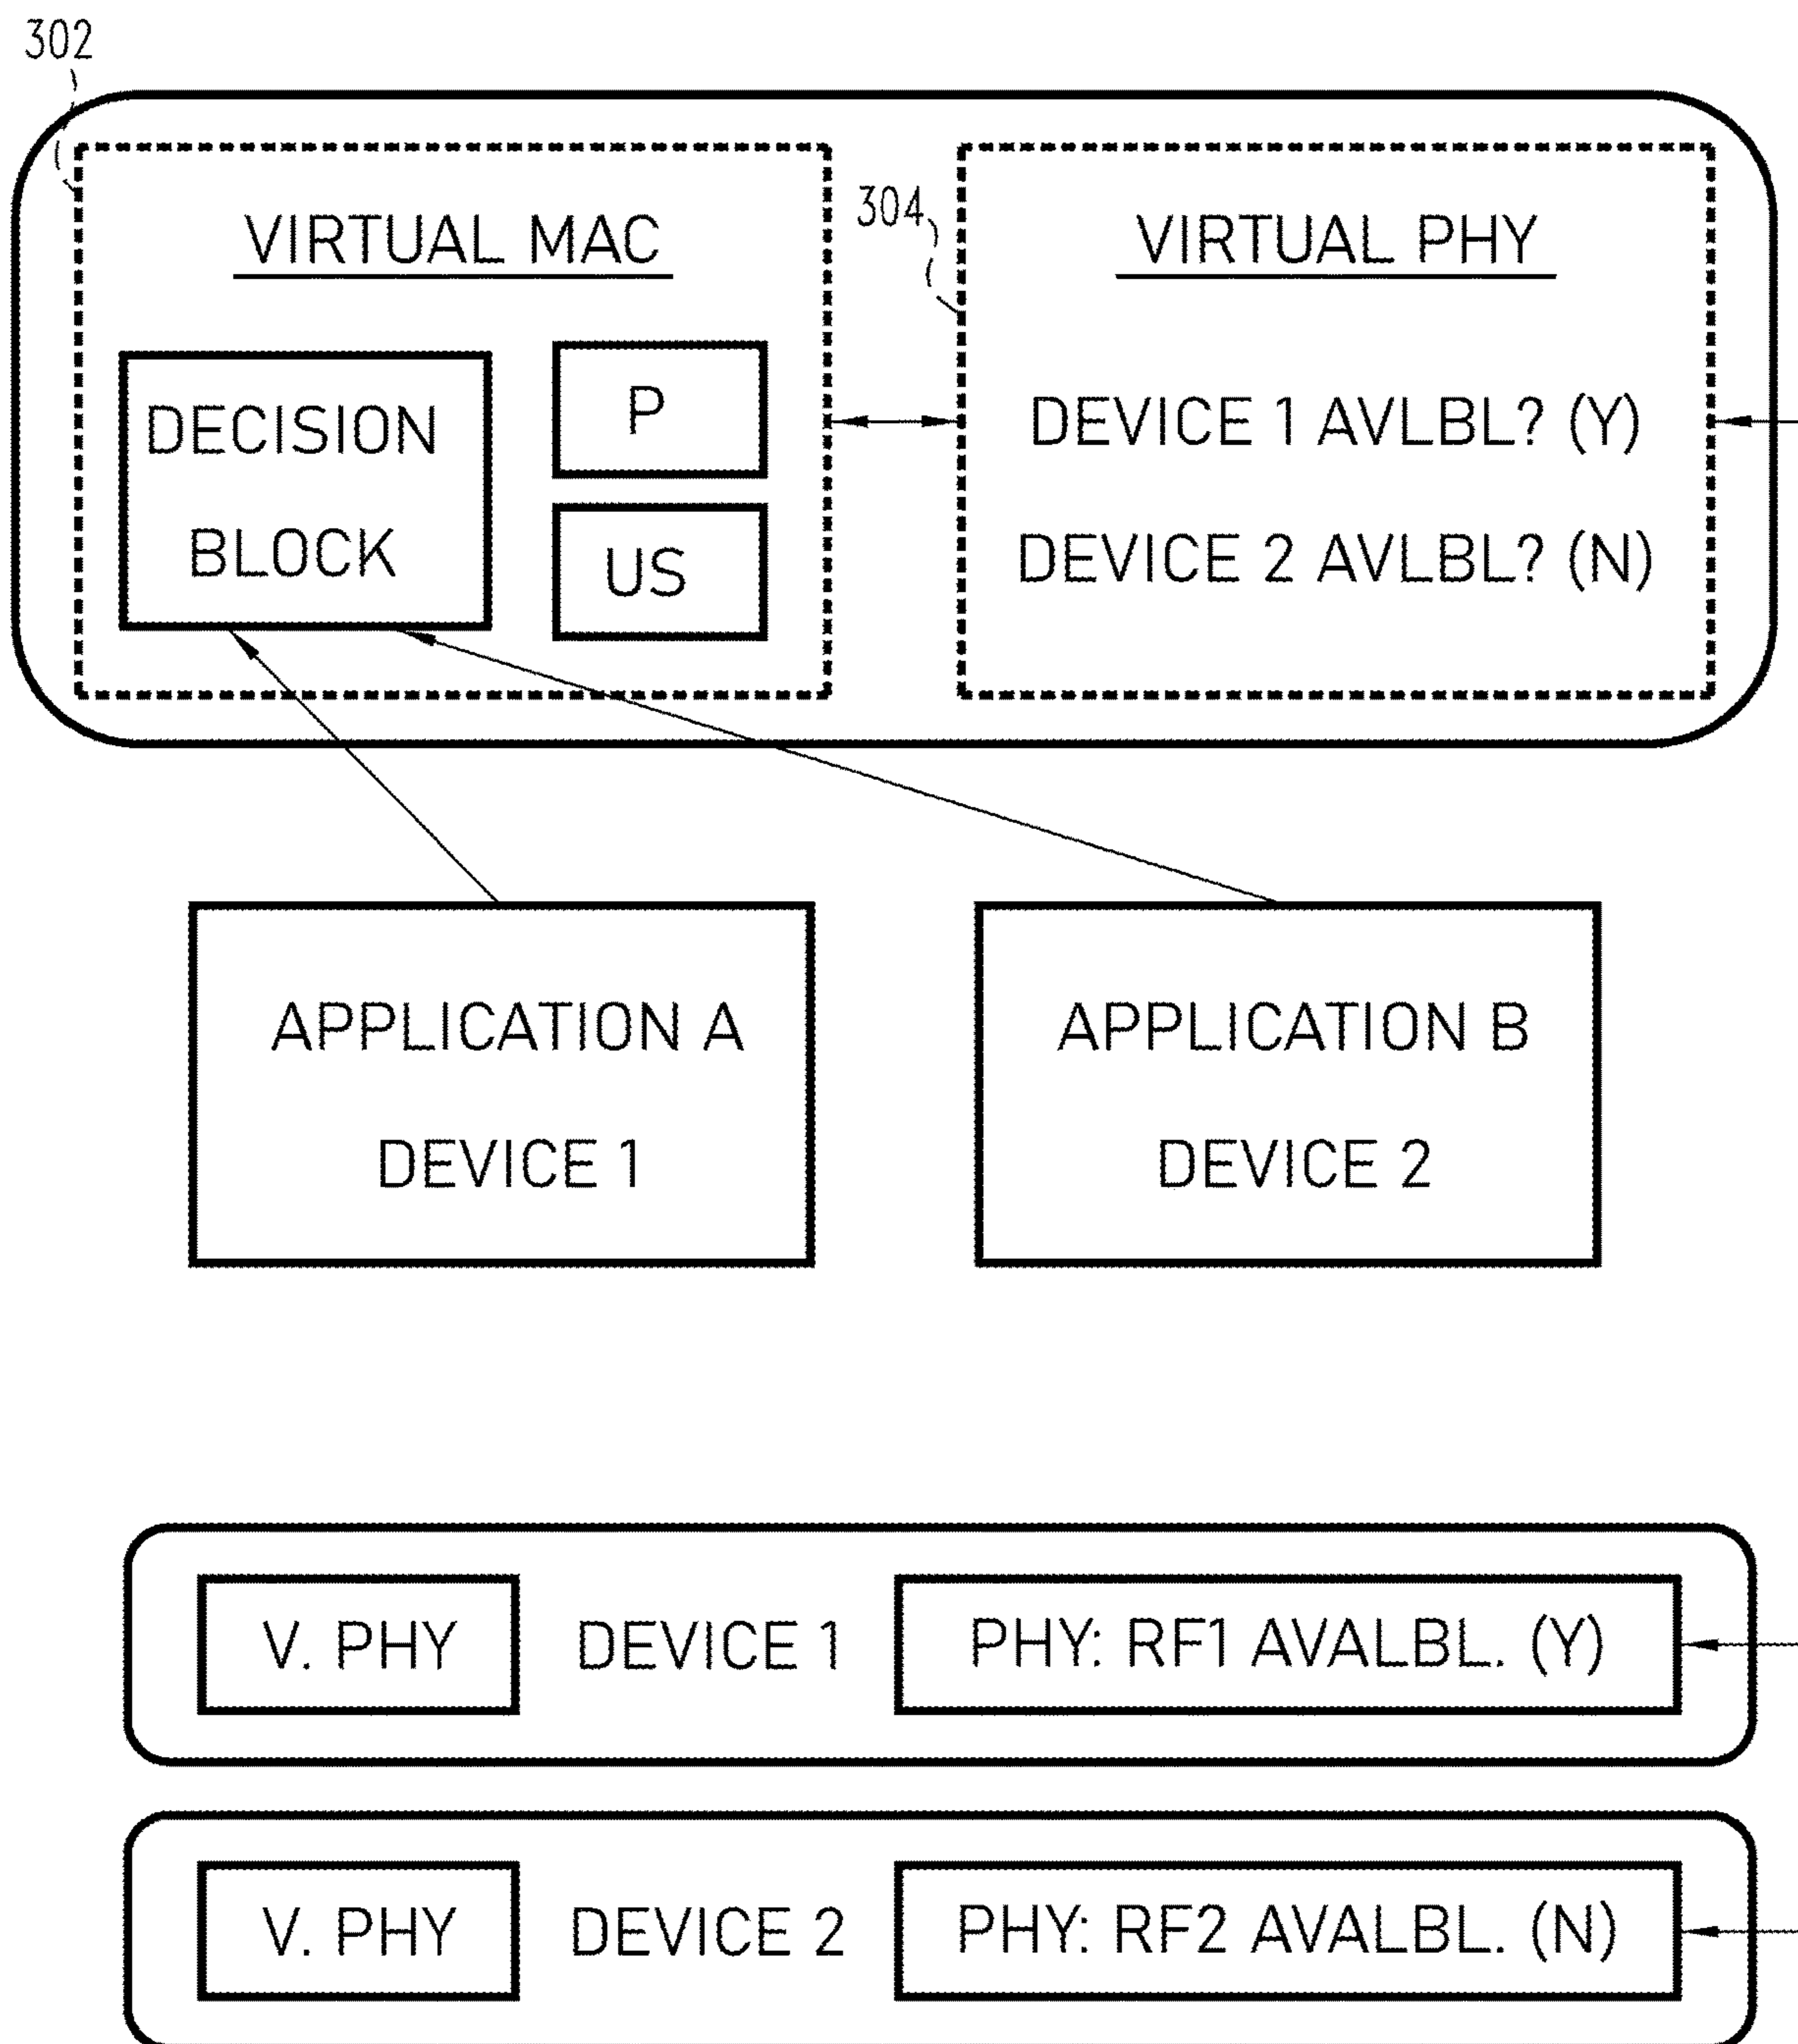 302
VIRTUAL MAC
304
VIRTUAL PHY
DECISION
BLOCK
P
US
DEVICE 1 AVLBL? (Y)
DEVICE 2 AVLBL? (N)
APPLICATION A
DEVICE 1
APPLICATION B
DEVICE 2
V. PHY
DEVICE 1
PHY: RF1 AVALBL. (Y)
V. PHY
DEVICE 2
PHY: RF2 AVALBL. (N)